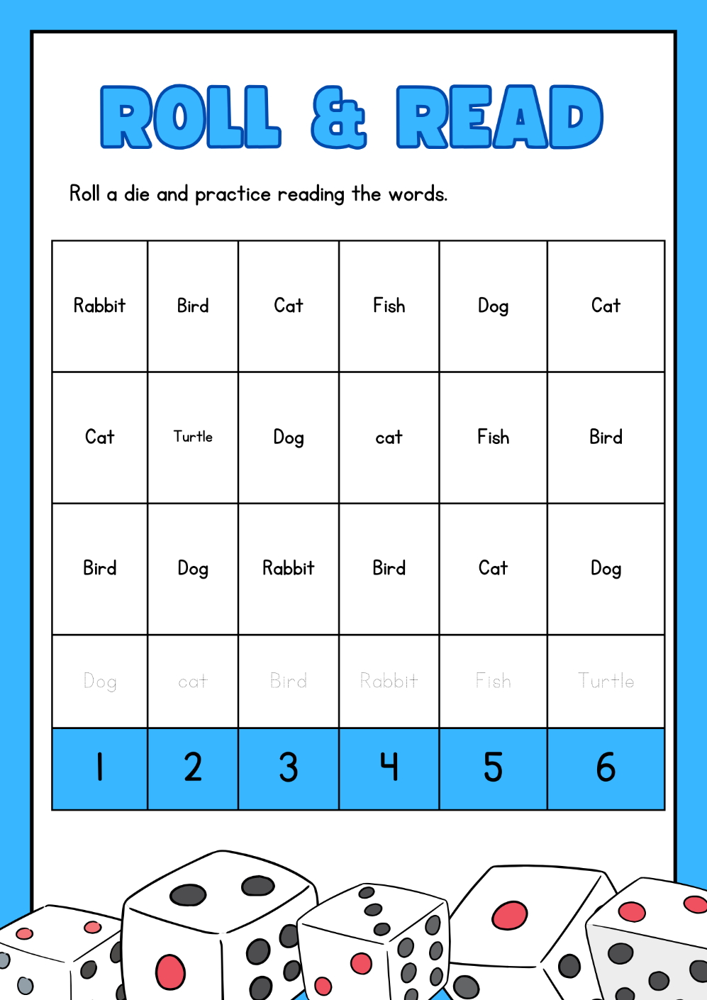 ROLL & READ
Roll a die and practice reading the words.
Rabbit Bird Cat Fish Dog Cat
Cat Turtle Dog cat Fish Bird
Bird Dog Rabbit Bird Cat Dog
Dog cat Bird Rabbit Fish Turtle
1 2 3 4 5 6